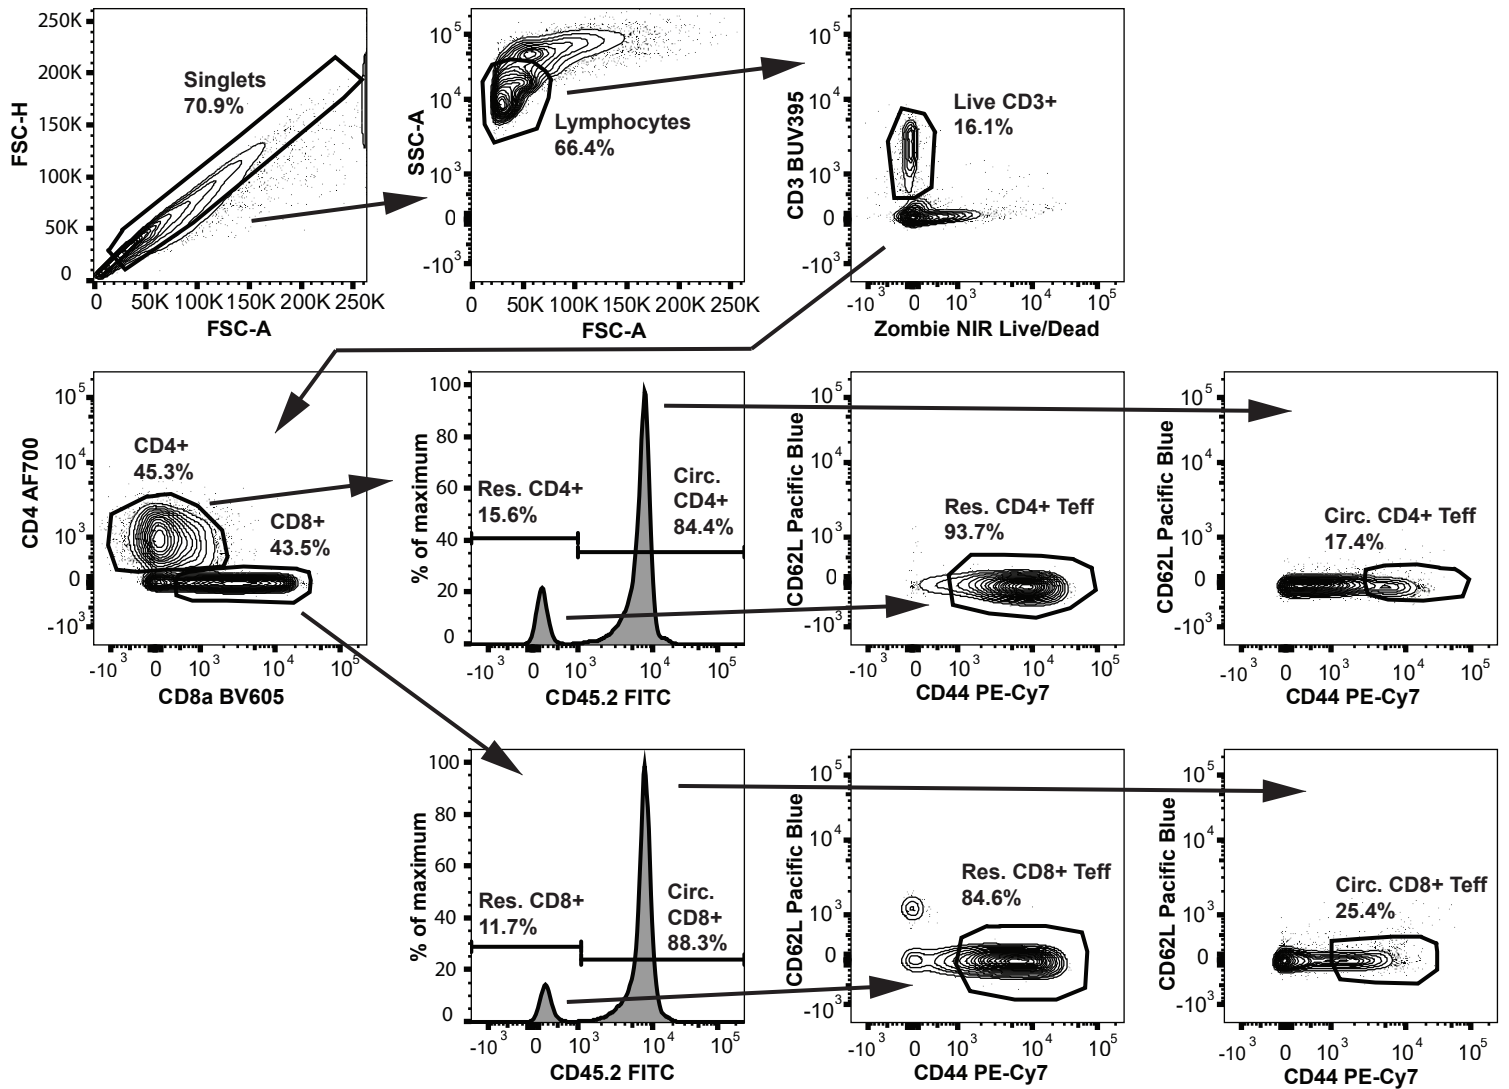 250K
200K
150K
100K
50K
0
FSC-H
Singlets
70.9%
0 50K 100K 150K 200K 250K
FSC-A
10^5
10^4
10^3
0
-10^3
SSC-A
Lymphocytes
66.4%
0 50K 100K 150K 200K 250K
FSC-A
10^5
10^4
10^3
0
-10^3
CD3 BUV395
Live CD3+
16.1%
-10^3 0 10^3 10^4 10^5
Zombie NIR Live/Dead
10^5
10^4
10^3
0
-10^3
CD4 AF700
CD4+
45.3%
CD8+
43.5%
-10^3 0 10^3 10^4 10^5
CD8a BV605
100
80
60
40
20
0
% of maximum
Res. CD4+
15.6%
Circ.
CD4+
84.4%
-10^3 0 10^3 10^4 10^5
CD45.2 FITC
10^5
10^4
10^3
0
-10^3
CD62L Pacific Blue
Res. CD4+ Teff
93.7%
-10^3 0 10^3 10^4 10^5
CD44 PE-Cy7
10^5
10^4
10^3
0
-10^3
CD62L Pacific Blue
Circ. CD4+ Teff
17.4%
-10^3 0 10^3 10^4 10^5
CD44 PE-Cy7
100
80
60
40
20
0
% of maximum
Res. CD8+
11.7%
Circ.
CD8+
88.3%
-10^3 0 10^3 10^4 10^5
CD45.2 FITC
10^5
10^4
10^3
0
-10^3
CD62L Pacific Blue
Res. CD8+ Teff
84.6%
-10^3 0 10^3 10^4 10^5
CD44 PE-Cy7
10^5
10^4
10^3
0
-10^3
CD62L Pacific Blue
Circ. CD8+ Teff
25.4%
-10^3 0 10^3 10^4 10^5
CD44 PE-Cy7